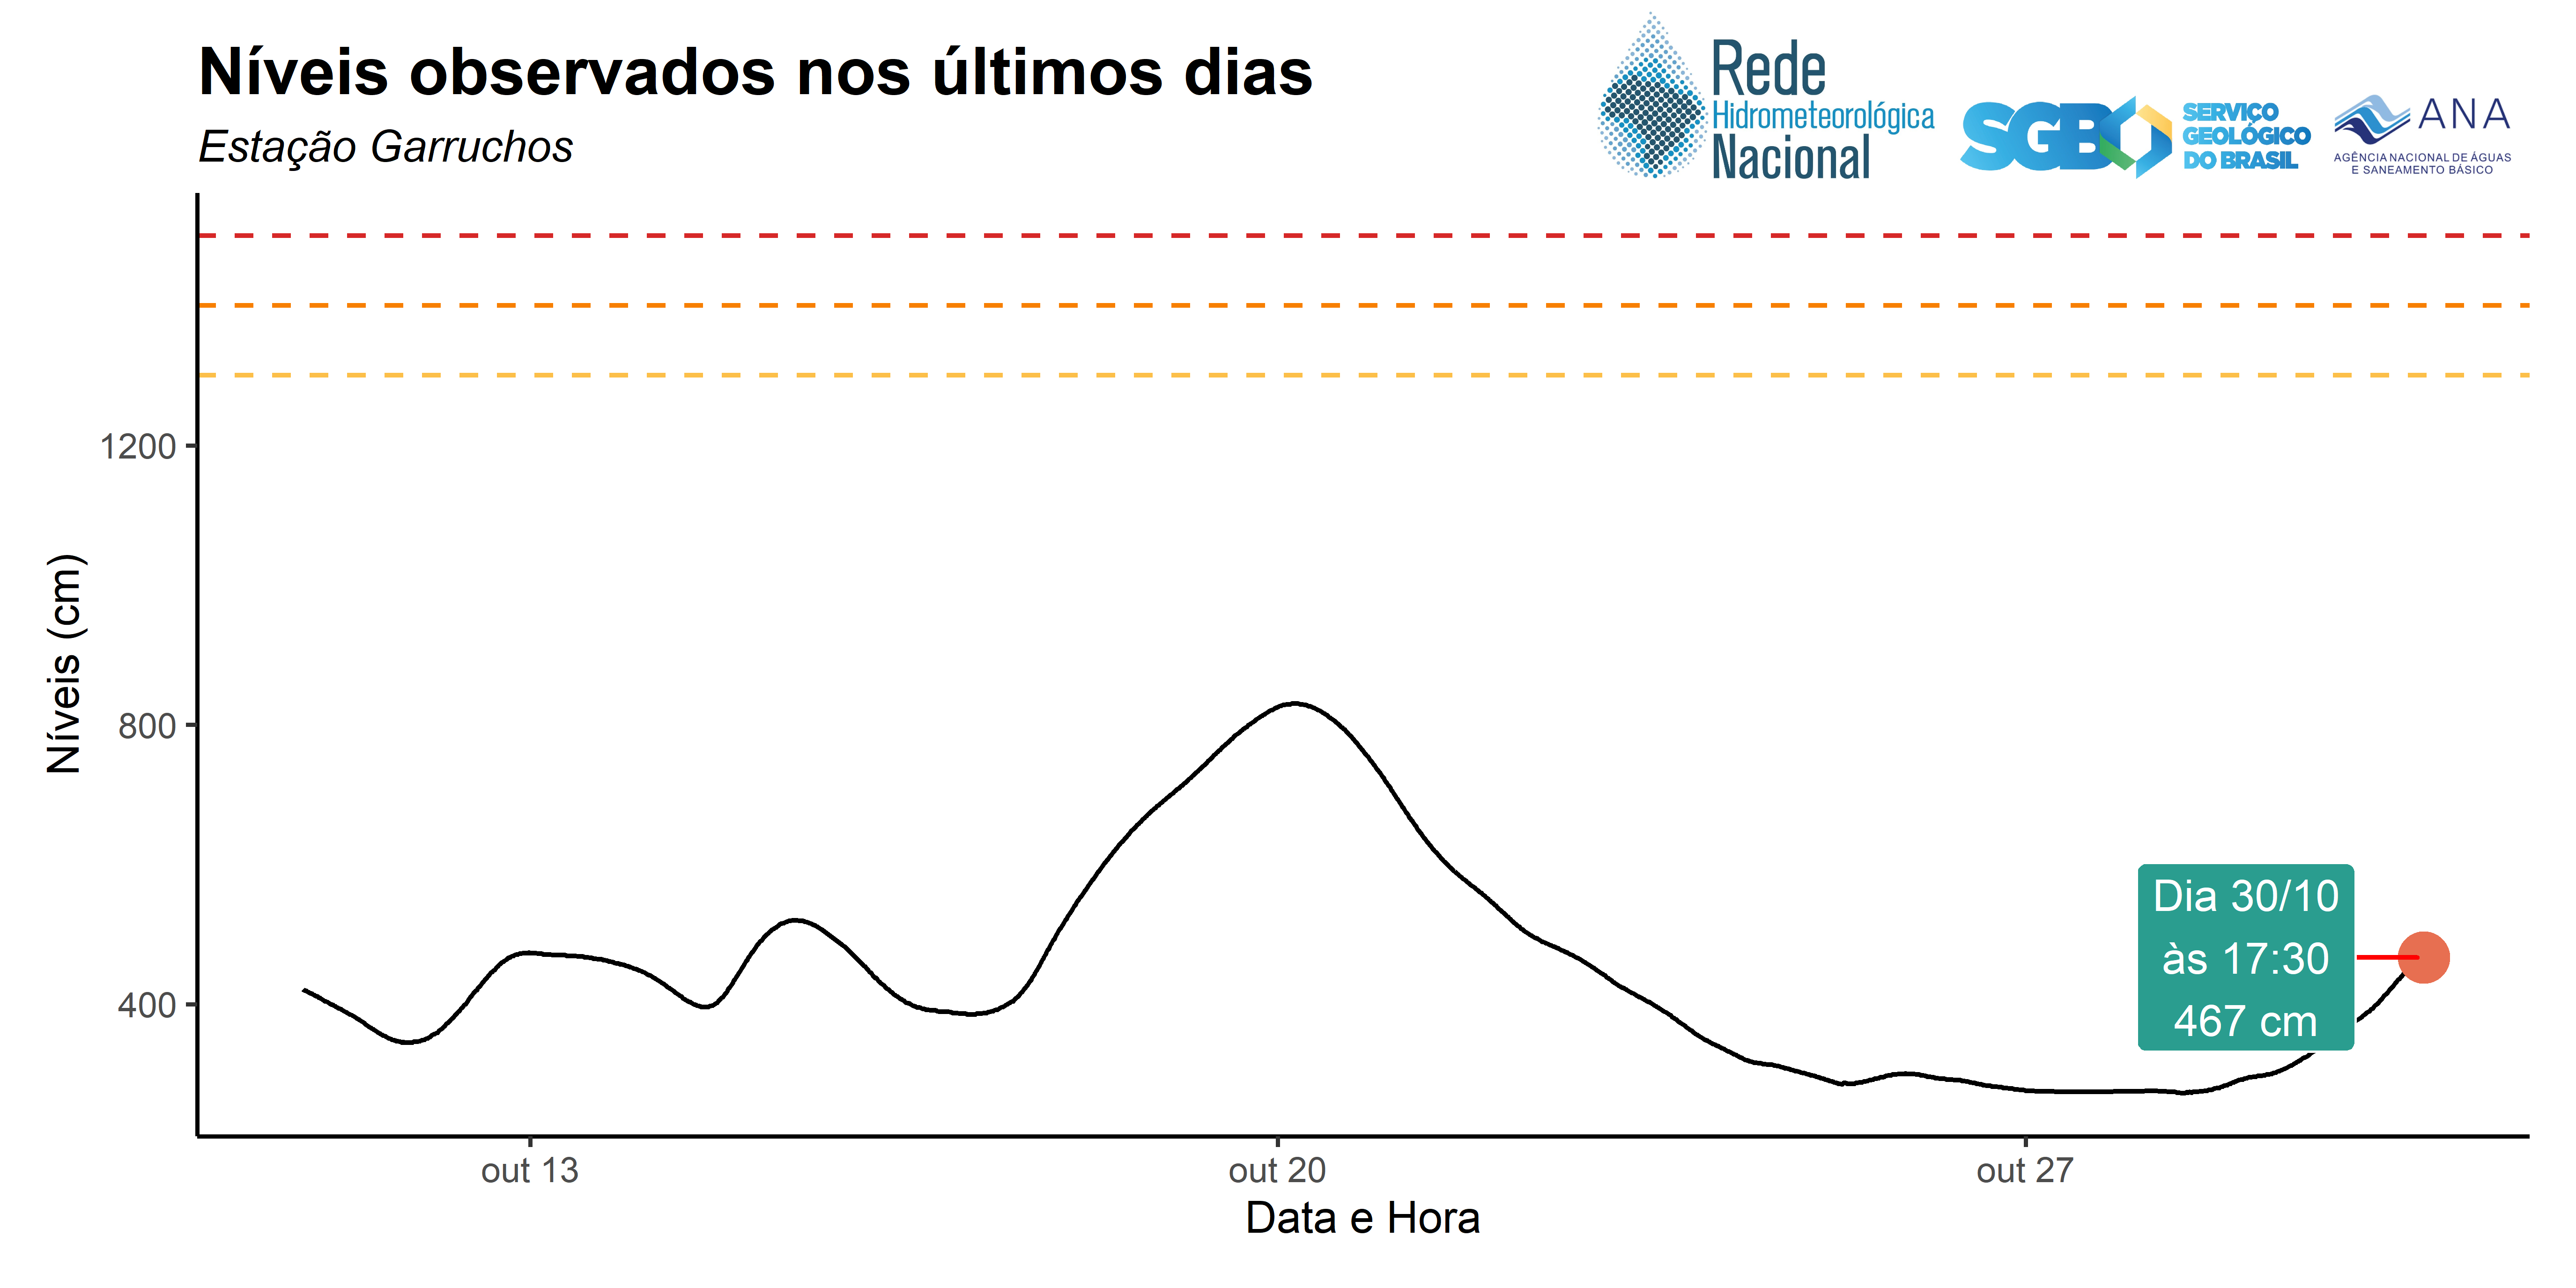 Níveis observados nos últimos dias
Estação Garruchos
Rede
Hidrometeorológica
Nacional
SGB
SERVIÇO
GEOLÓGICO
DO BRASIL
ANA
AGÊNCIA NACIONAL DE ÁGUAS
E SANEAMENTO BÁSICO
Níveis (cm)
1200
800
400
Dia 30/10
às 17:30
467 cm
out 13
out 20
out 27
Data e Hora